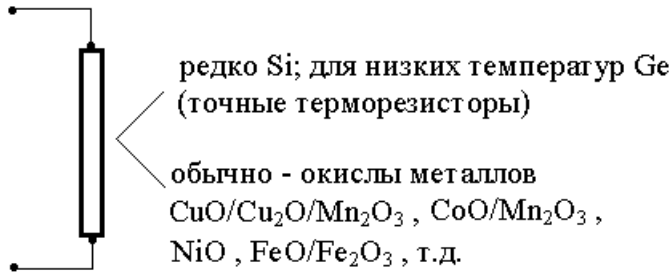 редко Si; для низких температур Ge
(точные терморезисторы)
обычно - окислы металлов
CuO/Cu₂O/Mn₂O₃ , CoO/Mn₂O₃ ,
NiO , FeO/Fe₂O₃ , т.д.